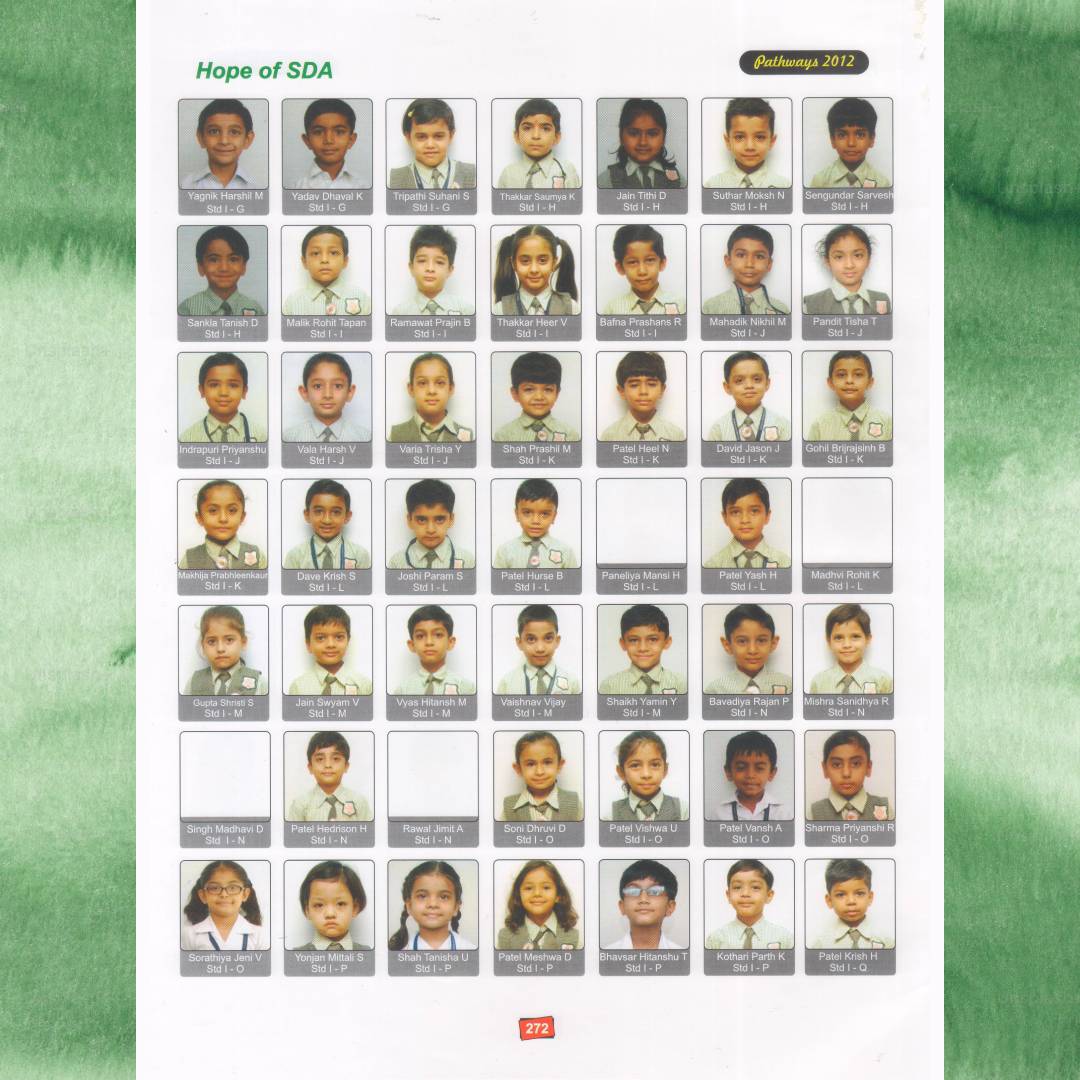 Hope of SDA
Pathways 2012
Yagnik Harshil M
Std I - G
Yadav Dhaval K
Std I - G
Tripathi Suhani S
Std I - G
Thakkar Saumya K
Std I - H
Jain Tithi D
Std I - H
Suthar Moksh N
Std I - H
Sengundar Sarvesh
Std I - H
Sankla Tanish D
Std I - H
Malik Rohit Tapan
Std I - I
Ramawat Prajin B
Std I - I
Thakkar Heer V
Std I - I
Bafna Prashans R
Std I - I
Mahadik Nikhil M
Std I - J
Pandit Tisha T
Std I - J
Indrapuri Priyanshu
Std I - J
Vala Harsh V
Std I - J
Varia Trisha Y
Std I - J
Shah Prashil M
Std I - K
Patel Heel N
Std I - K
David Jason J
Std I - K
Gohil Brijrajsinh B
Std I - K
Makhija Prabhleenkaur
Std I - K
Dave Krish S
Std I - L
Joshi Param S
Std I - L
Patel Hurse B
Std I - L
Paneliya Mansi H
Std I - L
Patel Yash H
Std I - L
Madhvi Rohit K
Std I - L
Gupta Shristi S
Std I - M
Jain Swyam V
Std I - M
Vyas Hitansh M
Std I - M
Vaishnav Vijay
Std I - M
Shaikh Yamin Y
Std I - M
Bavadiya Rajan P
Std I - N
Mishra Sanidhya R
Std I - N
Singh Madhavi D
Std I - N
Patel Hedrison H
Std I - N
Rawal Jimit A
Std I - N
Soni Dhruvi D
Std I - O
Patel Vishwa U
Std I - O
Patel Vansh A
Std I - O
Sharma Priyanshi R
Std I - O
Sorathiya Jeni V
Std I - O
Yonjan Mittali S
Std I - P
Shah Tanisha U
Std I - P
Patel Meshwa D
Std I - P
Bhavsar Hitanshu T
Std I - P
Kothari Parth K
Std I - P
Patel Krish H
Std I - Q
272